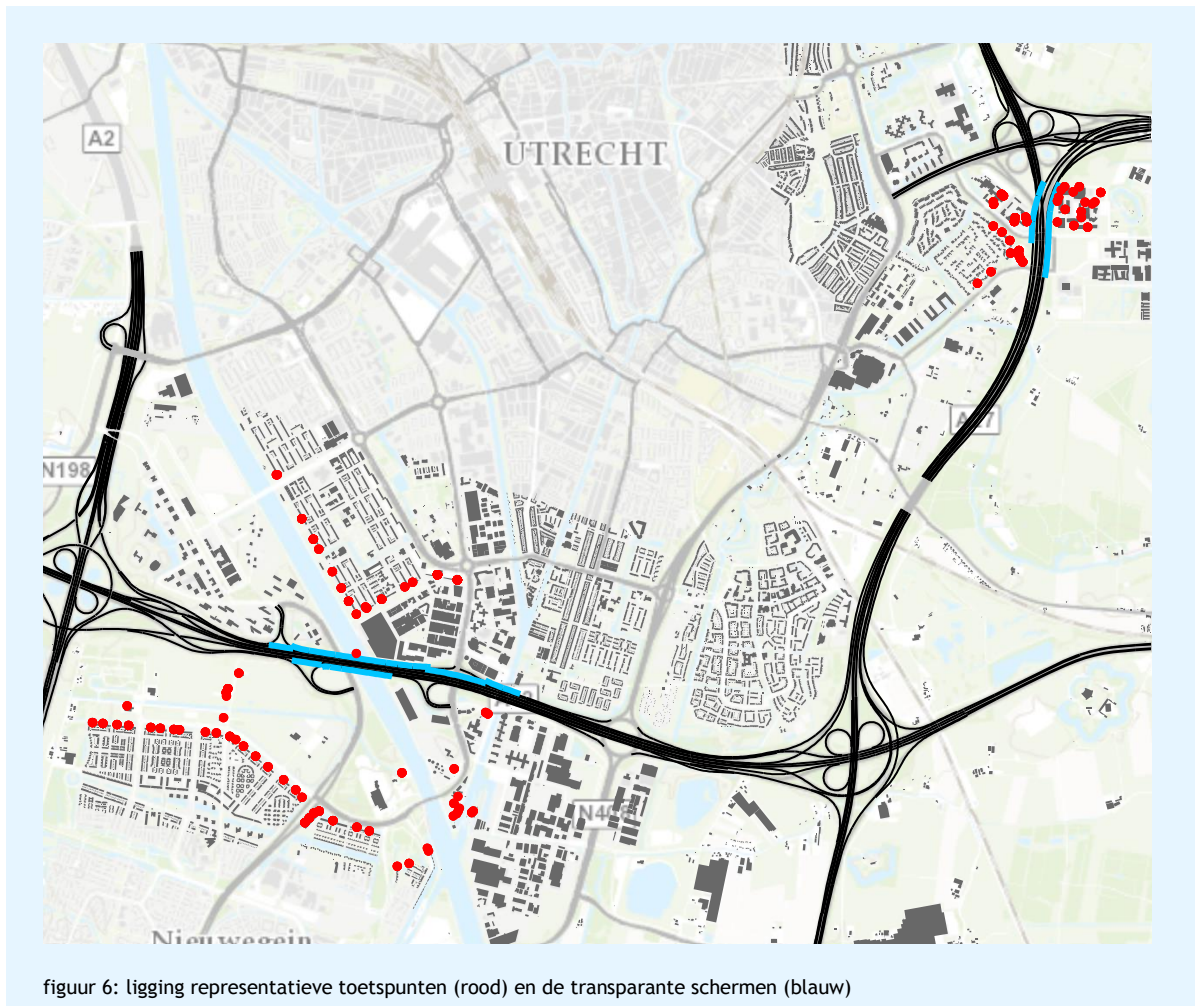 A2
UTRECHT
N198
Nieuwegein
figuur 6: ligging representatieve toetspunten (rood) en de transparante schermen (blauw)